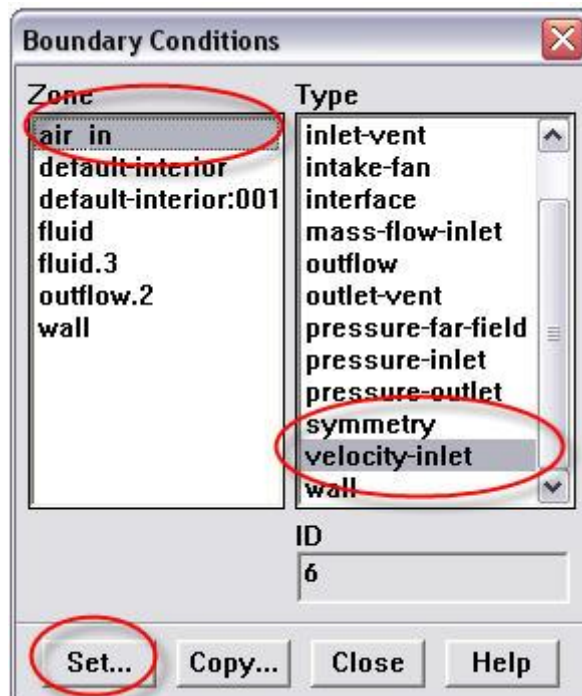 Boundary Conditions
Zone
air_in
default-interior
default-interior:001
fluid
fluid.3
outflow.2
wall
Type
inlet-vent
intake-fan
interface
mass-flow-inlet
outflow
outlet-vent
pressure-far-field
pressure-inlet
pressure-outlet
symmetry
velocity-inlet
wall
ID
6
Set... Copy... Close Help